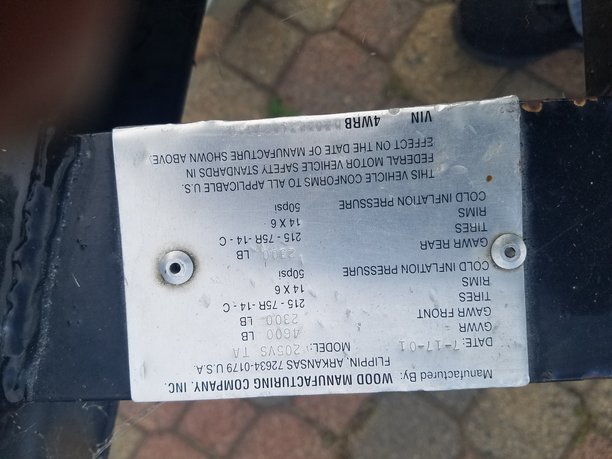 Manufactured By: WOOD MANUFACTURING COMPANY, INC.
FLIPPIN, ARKANSAS 72634-0179 U.S.A.
DATE: 7-17-01 MODEL: 205VS TA
GVWR 4600 LB
GAWR FRONT 2300 LB
TIRES 215 - 75R - 14 - C
RIMS 14 X 6
COLD INFLATION PRESSURE 50psi
GAWR REAR 2300 LB
TIRES 215 - 75R - 14 - C
RIMS 14 X 6
COLD INFLATION PRESSURE 50psi
THIS VEHICLE CONFORMS TO ALL APPLICABLE U.S.
FEDERAL MOTOR VEHICLE SAFETY STANDARDS IN
EFFECT ON THE DATE OF MANUFACTURE SHOWN ABOVE
VIN 4WRB